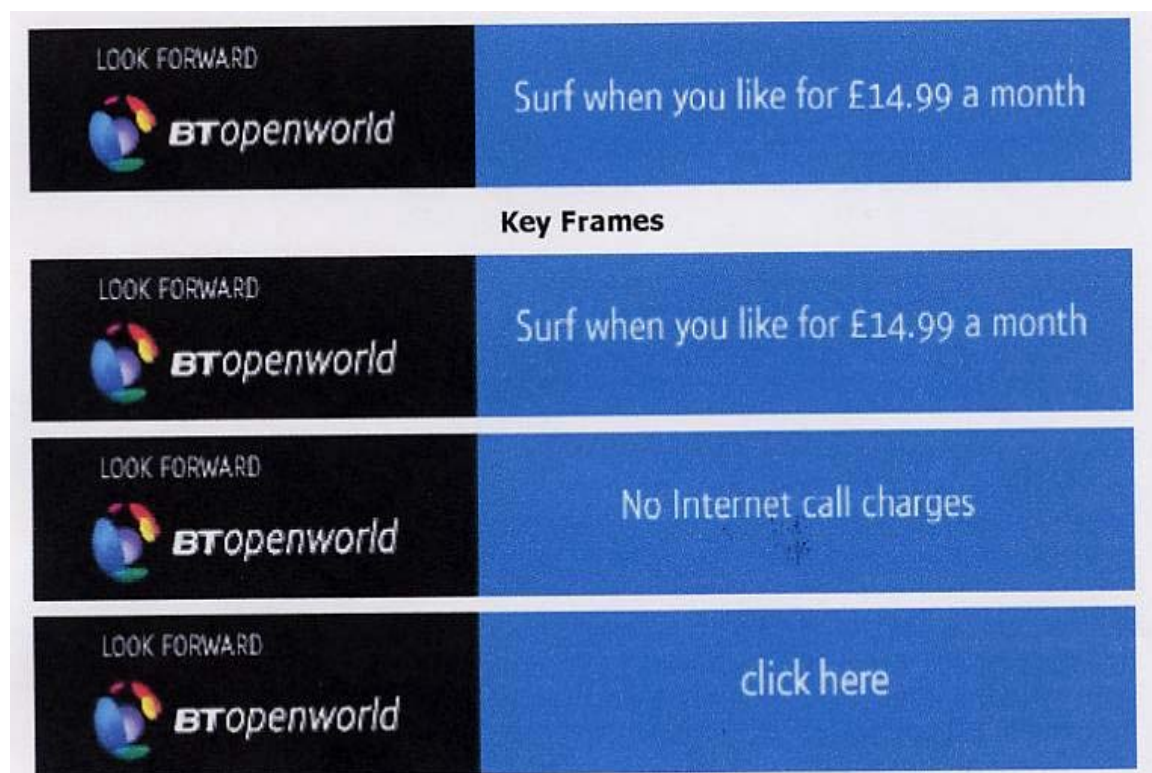 LOOK FORWARD
BTopenworld
Surf when you like for £14.99 a month
Key Frames
LOOK FORWARD
BTopenworld
Surf when you like for £14.99 a month
LOOK FORWARD
BTopenworld
No Internet call charges
LOOK FORWARD
BTopenworld
click here